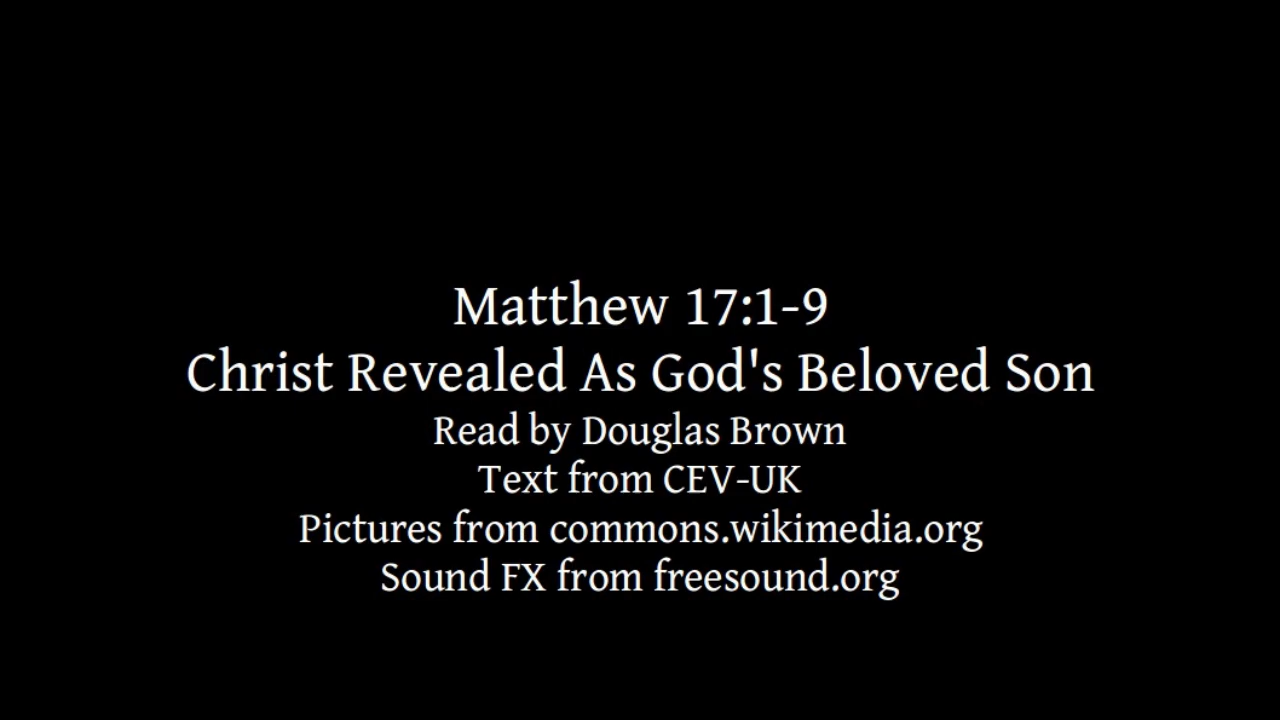 Matthew 17:1-9
Christ Revealed As God's Beloved Son
Read by Douglas Brown
Text from CEV-UK
Pictures from commons.wikimedia.org
Sound FX from freesound.org